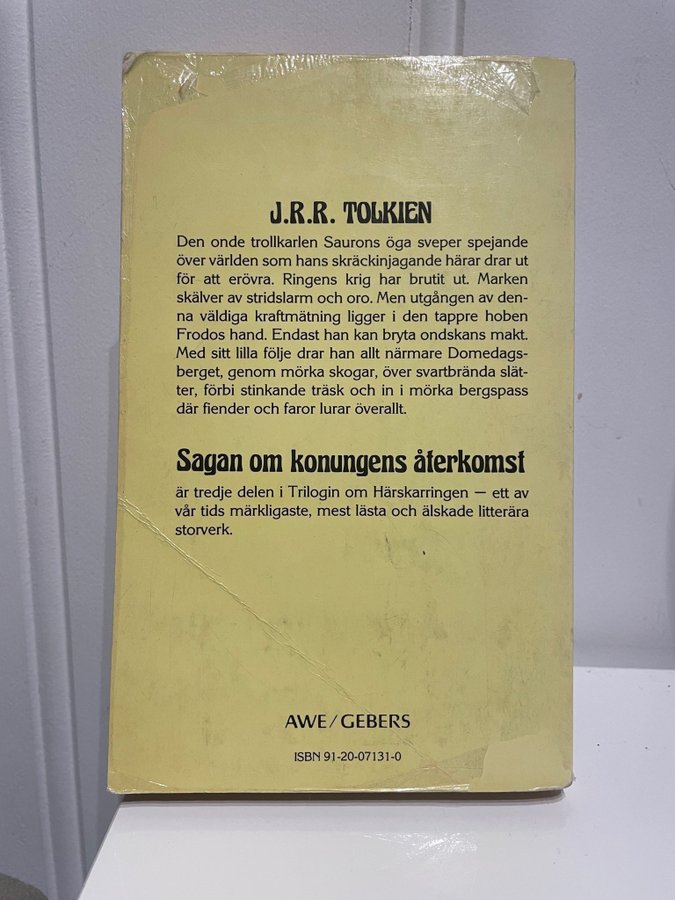 J.R.R. TOLKIEN
Den onde trollkarlen Saurons öga sveper spejande
över världen som hans skräckinjagande härar drar ut
för att erövra. Ringens krig har brutit ut. Marken
skälver av stridslarm och oro. Men utgången av den-
na väldiga kraftmätning ligger i den tappre hoben
Frodos hand. Endast han kan bryta ondskans makt.
Med sitt lilla följe drar han allt närmare Domedags-
berget, genom mörka skogar, över svartbrända slät-
ter, förbi stinkande träsk och in i mörka bergspass
där fiender och faror lurar överallt.
Sagan om konungens återkomst
är tredje delen i Trilogin om Härskarringen — ett av
vår tids märkligaste, mest lästa och älskade litterära
storverk.
AWE/GEBERS
ISBN 91-20-07131-0